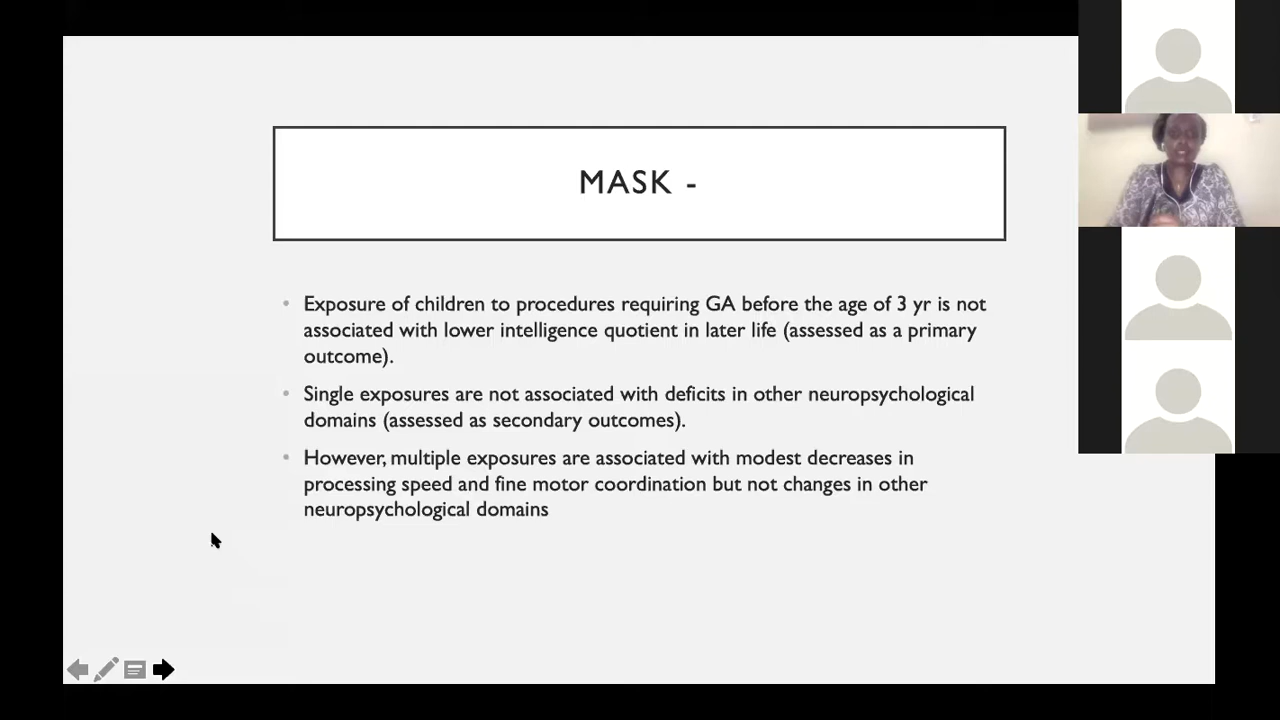 MASK -
Exposure of children to procedures requiring GA before the age of 3 yr is not
associated with lower intelligence quotient in later life (assessed as a primary
outcome).
Single exposures are not associated with deficits in other neuropsychological
domains (assessed as secondary outcomes).
However, multiple exposures are associated with modest decreases in
processing speed and fine motor coordination but not changes in other
neuropsychological domains